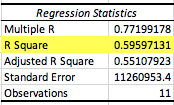 Regression Statistics
Multiple R 0.77199178
R Square 0.59597131
Adjusted R Square 0.55107923
Standard Error 11260953.4
Observations 11